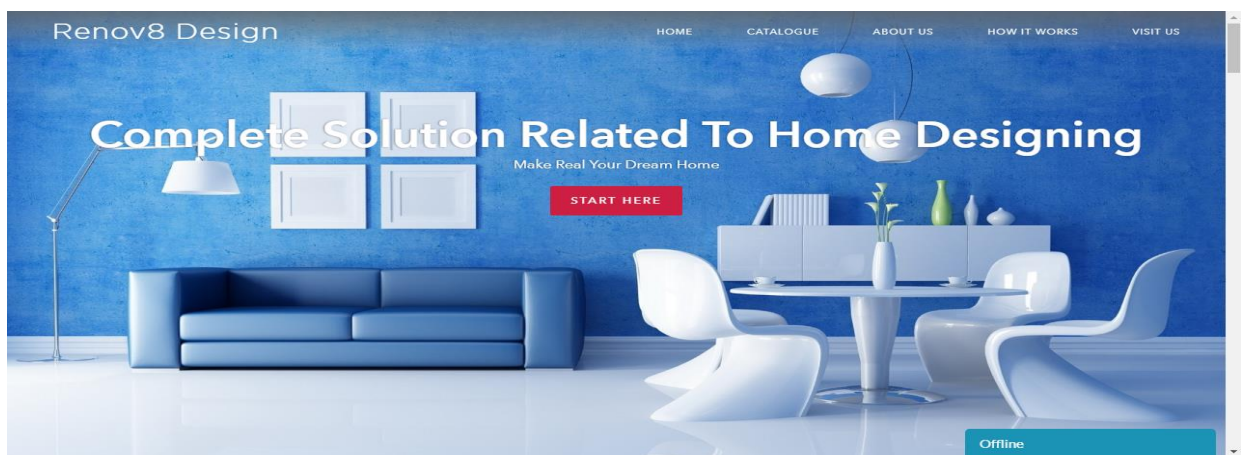 Renov8 Design
HOME CATALOGUE ABOUT US HOW IT WORKS VISIT US
Complete Solution Related To Home Designing
Make Real Your Dream Home
START HERE
Offline